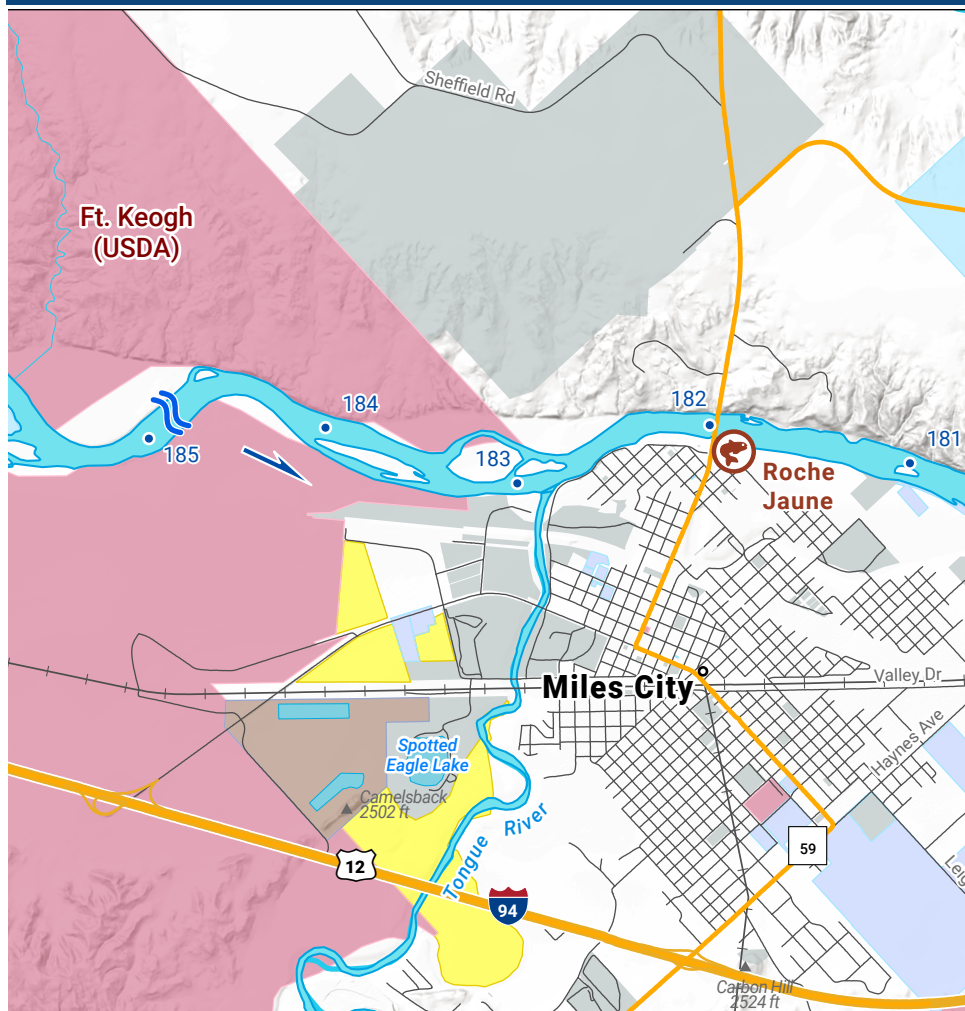 Sheffield Rd
Ft. Keogh
(USDA)
184
182
185
183
181
Roche
Jaune
Miles City
Valley Dr
Haynes Ave
Spotted
Eagle Lake
Camelsback
2502 ft
Tongue River
12
59
94
Leig
Carbon Hill
2524 ft